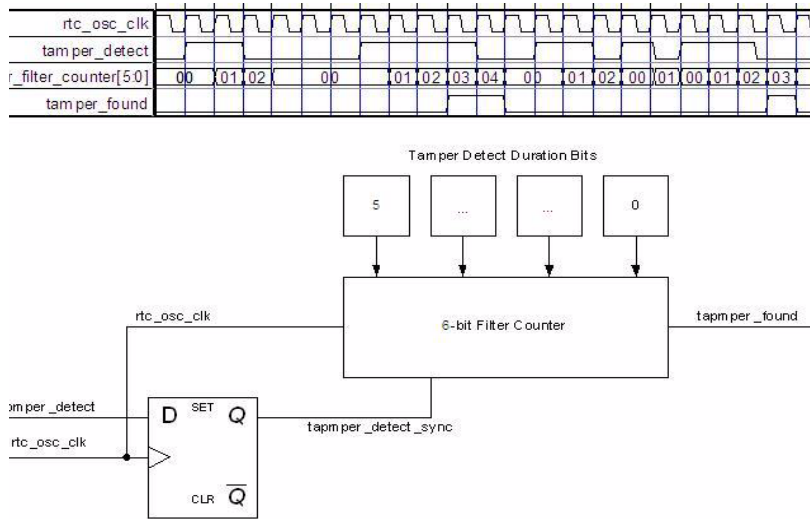 rtc_osc_clk
tamper_detect
r_filter_counter[5:0] 00 01 02 00 01 02 03 04 00 01 02 00 01 00 01 02 03
tamper_found
Tamper Detect Duration Bits
5 ... ... 0
rtc_osc_clk
6-bit Filter Counter
tapmper_found
mper_detect
D SET Q
tapmper_detect_sync
rtc_osc_clk
CLR Q